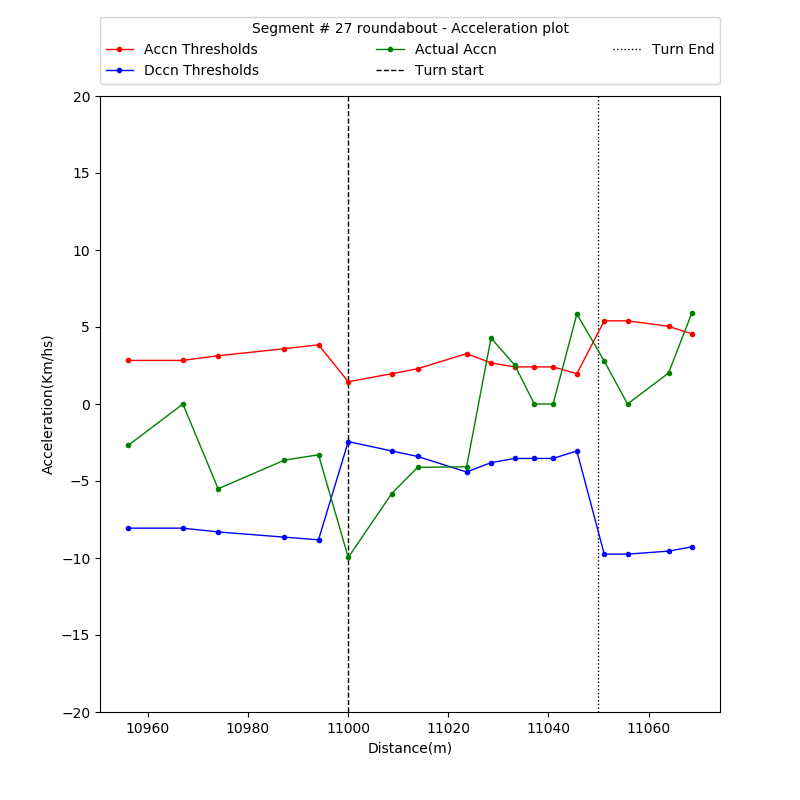 Segment # 27 roundabout - Acceleration plot
Accn Thresholds Actual Accn Turn End
Dccn Thresholds Turn start
20
15
10
5
0
−5
−10
−15
−20
Acceleration(Km/hs)
10960 10980 11000 11020 11040 11060
Distance(m)